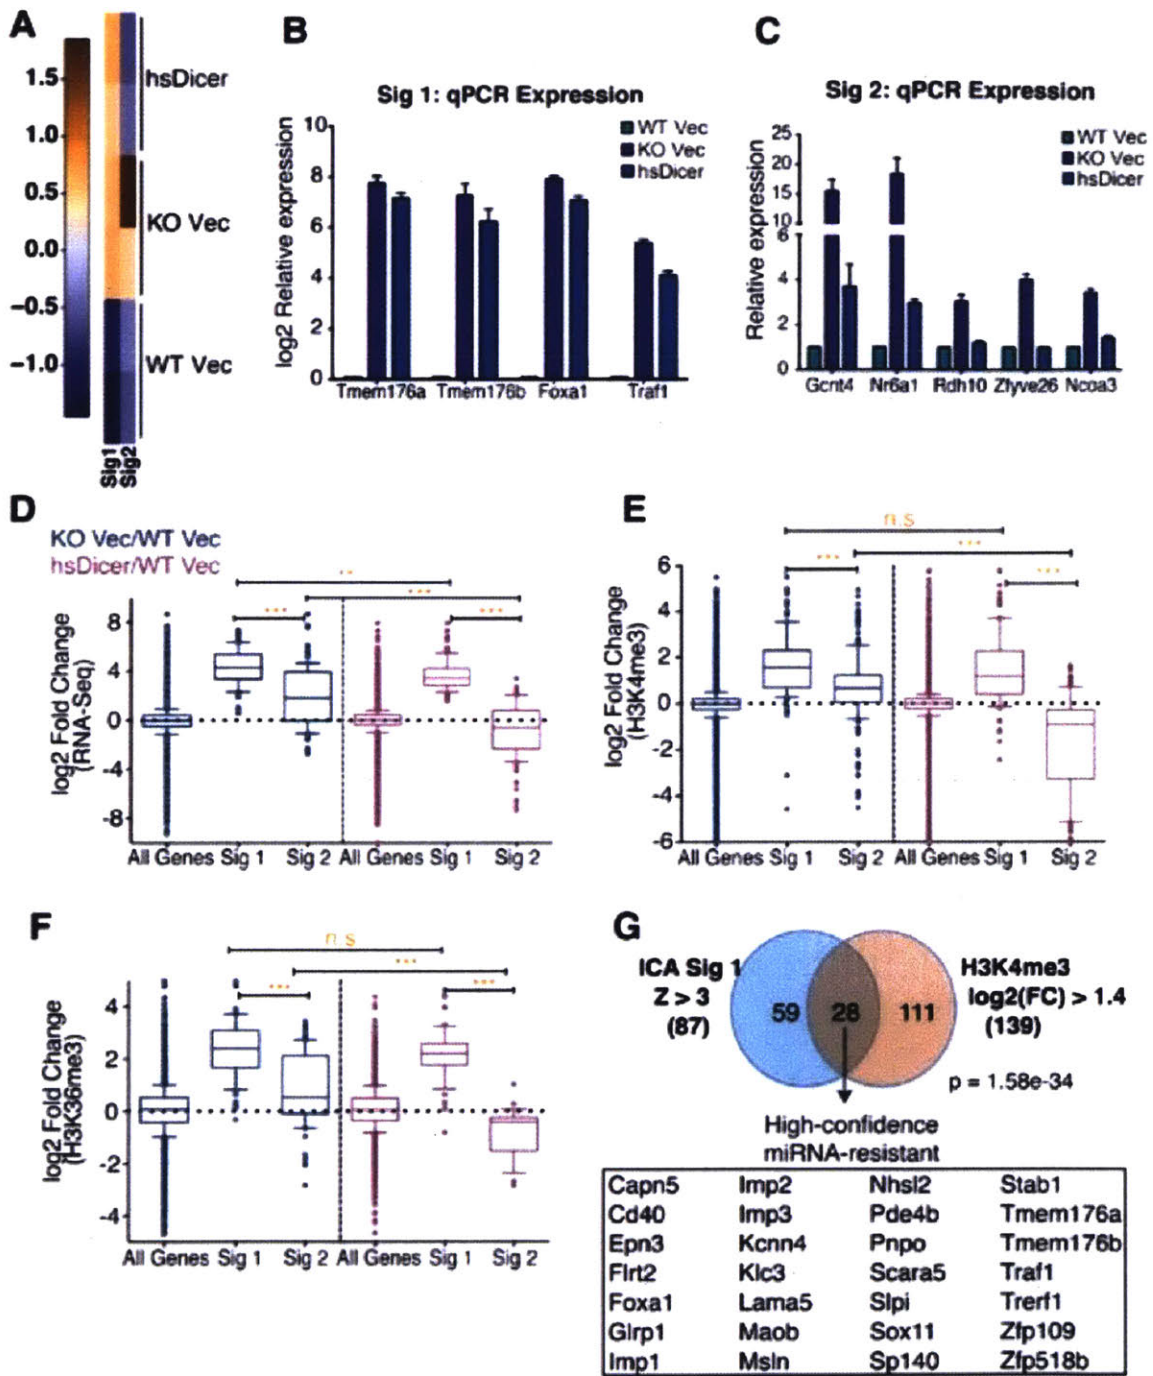 A
1.5
1.0
0.5
0.0
−0.5
−1.0
hsDicer
KO Vec
WT Vec
Sig1
Sig2
B
Sig 1: qPCR Expression
WT Vec
KO Vec
hsDicer
log2 Relative expression
10
8
6
4
2
0
Tmem176a Tmem176b Foxa1 Traf1
C
Sig 2: qPCR Expression
WT Vec
KO Vec
hsDicer
Relative expression
25
20
15
10
6
4
2
0
Gcnt4 Nr6a1 Rdh10 Zfyve26 Ncoa3
D
KO Vec/WT Vec
hsDicer/WT Vec
**
***
*** ***
log2 Fold Change
(RNA-Seq)
8
4
0
-4
-8
All Genes Sig 1 Sig 2 All Genes Sig 1 Sig 2
E
n.s
*** ***
***
log2 Fold Change
(H3K4me3)
6
4
2
0
-2
-4
-6
All Genes Sig 1 Sig 2 All Genes Sig 1 Sig 2
F
n.s
***
*** ***
log2 Fold Change
(H3K36me3)
4
2
0
-2
-4
All Genes Sig 1 Sig 2 All Genes Sig 1 Sig 2
G
ICA Sig 1
Z > 3
(87)
59 28 111
H3K4me3
log2(FC) > 1.4
(139)
p = 1.58e-34
High-confidence
miRNA-resistant
Capn5 Imp2 Nhsl2 Stab1
Cd40 Imp3 Pde4b Tmem176a
Epn3 Kcnn4 Pnpo Tmem176b
Flrt2 Klc3 Scara5 Traf1
Foxa1 Lama5 Slpi Trerf1
Glrp1 Maob Sox11 Zfp109
Imp1 Msln Sp140 Zfp518b